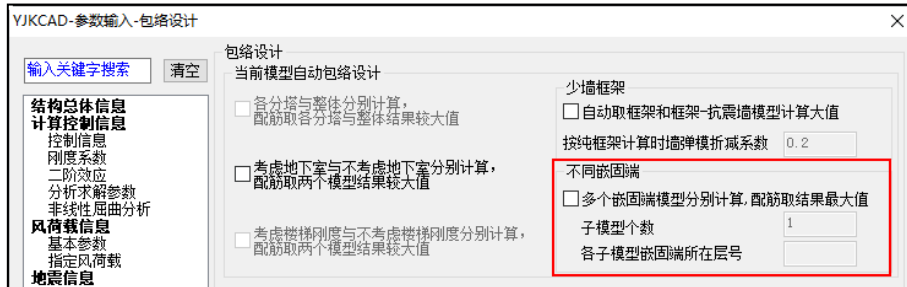 YJKCAD-参数输入-包络设计
输入关键字搜索
清空
结构总体信息
计算控制信息
控制信息
刚度系数
二阶效应
分析求解参数
非线性屈曲分析
风荷载信息
基本参数
指定风荷载
地震信息
包络设计
当前模型自动包络设计
各分塔与整体分别计算，
配筋取各分塔与整体结果较大值
考虑地下室与不考虑地下室分别计算，
配筋取两个模型结果较大值
考虑楼梯刚度与不考虑楼梯刚度分别计算，
配筋取两个模型结果较大值
少墙框架
自动取框架和框架-抗震墙模型计算大值
按纯框架计算时墙弹模折减系数
0.2
不同嵌固端
多个嵌固端模型分别计算,配筋取结果最大值
子模型个数
1
各子模型嵌固端所在层号